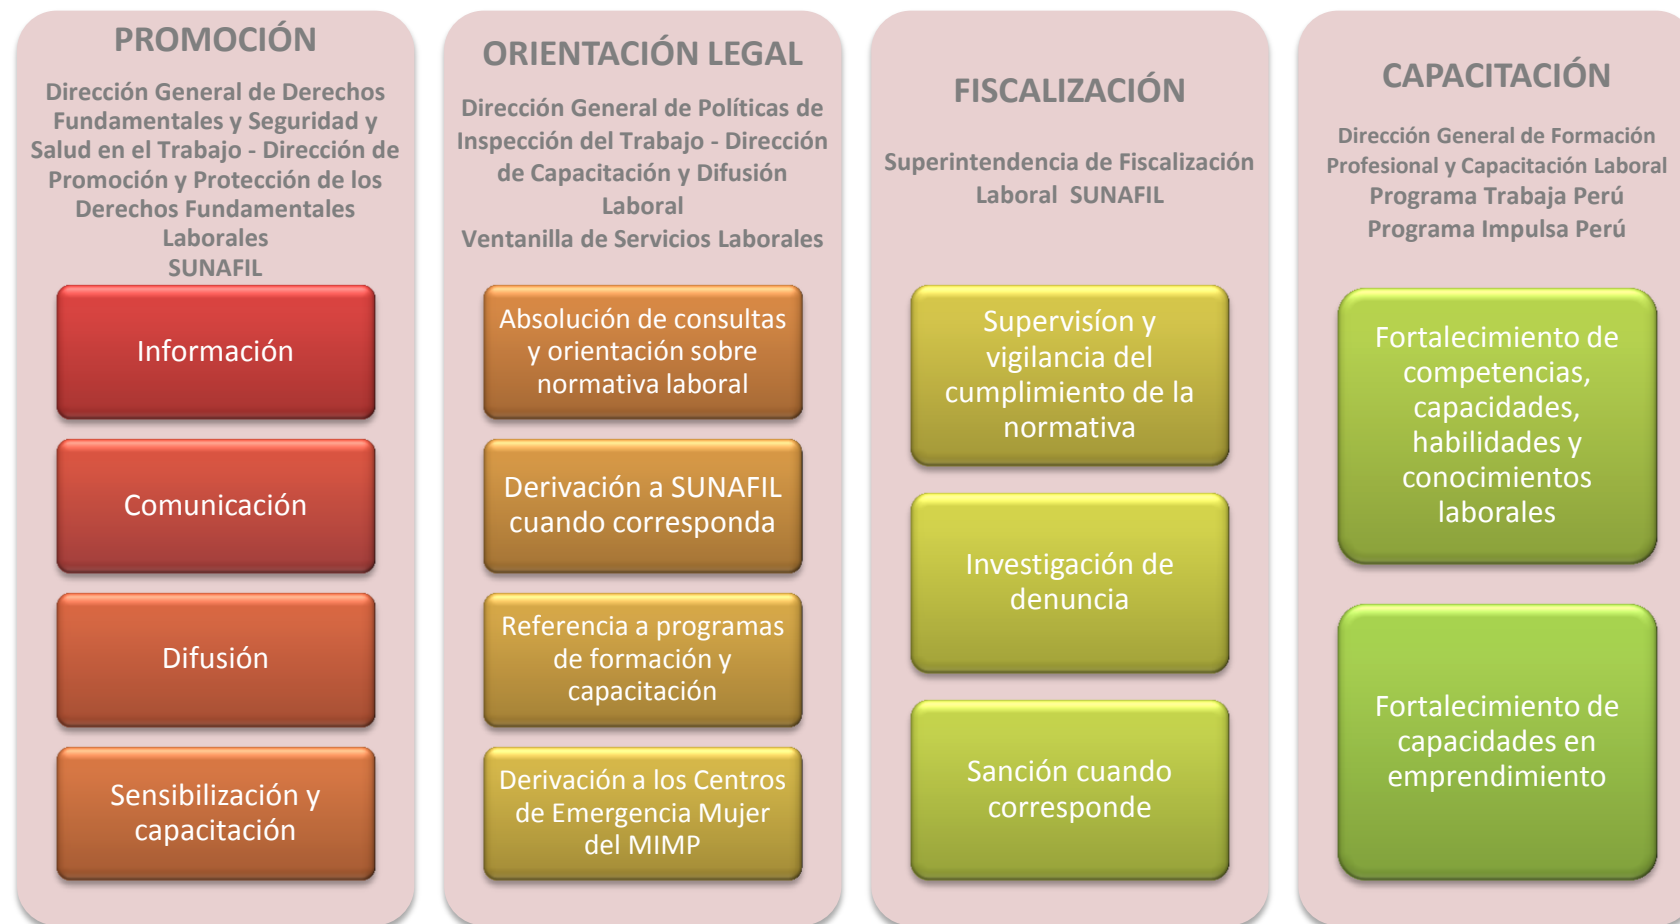 PROMOCIÓN
Dirección General de Derechos
Fundamentales y Seguridad y
Salud en el Trabajo - Dirección de
Promoción y Protección de los
Derechos Fundamentales
Laborales
SUNAFIL
Información
Comunicación
Difusión
Sensibilización y
capacitación
ORIENTACIÓN LEGAL
Dirección General de Políticas de
Inspección del Trabajo - Dirección
de Capacitación y Difusión
Laboral
Ventanilla de Servicios Laborales
Absolución de consultas
y orientación sobre
normativa laboral
Derivación a SUNAFIL
cuando corresponda
Referencia a programas
de formación y
capacitación
Derivación a los Centros
de Emergencia Mujer
del MIMP
FISCALIZACIÓN
Superintendencia de Fiscalización
Laboral SUNAFIL
Supervisíon y
vigilancia del
cumplimiento de la
normativa
Investigación de
denuncia
Sanción cuando
corresponde
CAPACITACIÓN
Dirección General de Formación
Profesional y Capacitación Laboral
Programa Trabaja Perú
Programa Impulsa Perú
Fortalecimiento de
competencias,
capacidades,
habilidades y
conocimientos
laborales
Fortalecimiento de
capacidades en
emprendimiento